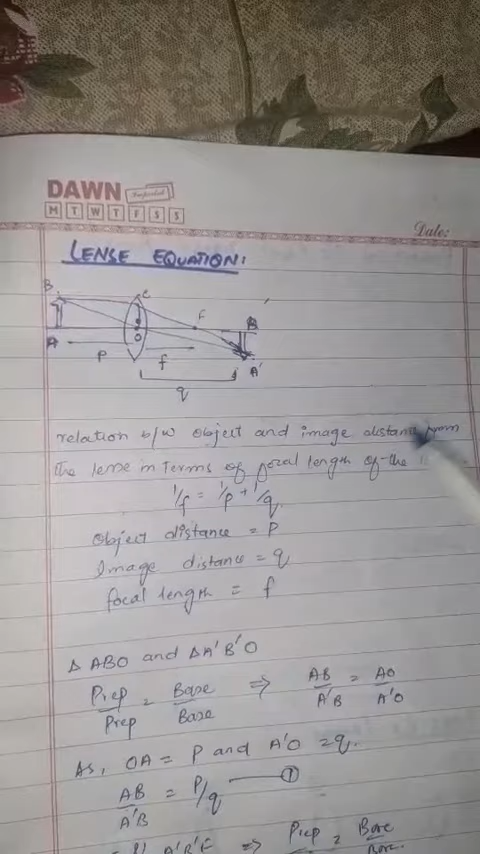 DAWN Imperial
M T W T F S S
Date:
LENSE EQUATION:
B C
F B
A O A'
P f
q
relation b/w object and image distance from
the lense in terms of focal length of the
1/f = 1/p + 1/q
Object distance = P
Image distance = q
focal length = f
Δ ABO and Δ A'B'O
Prep/Prep = Base/Base ⇒ AB/A'B = AO/A'O
As, OA = P and A'O = q.
AB/A'B = P/q — ①
A'B'F ⇒ Prep = Base